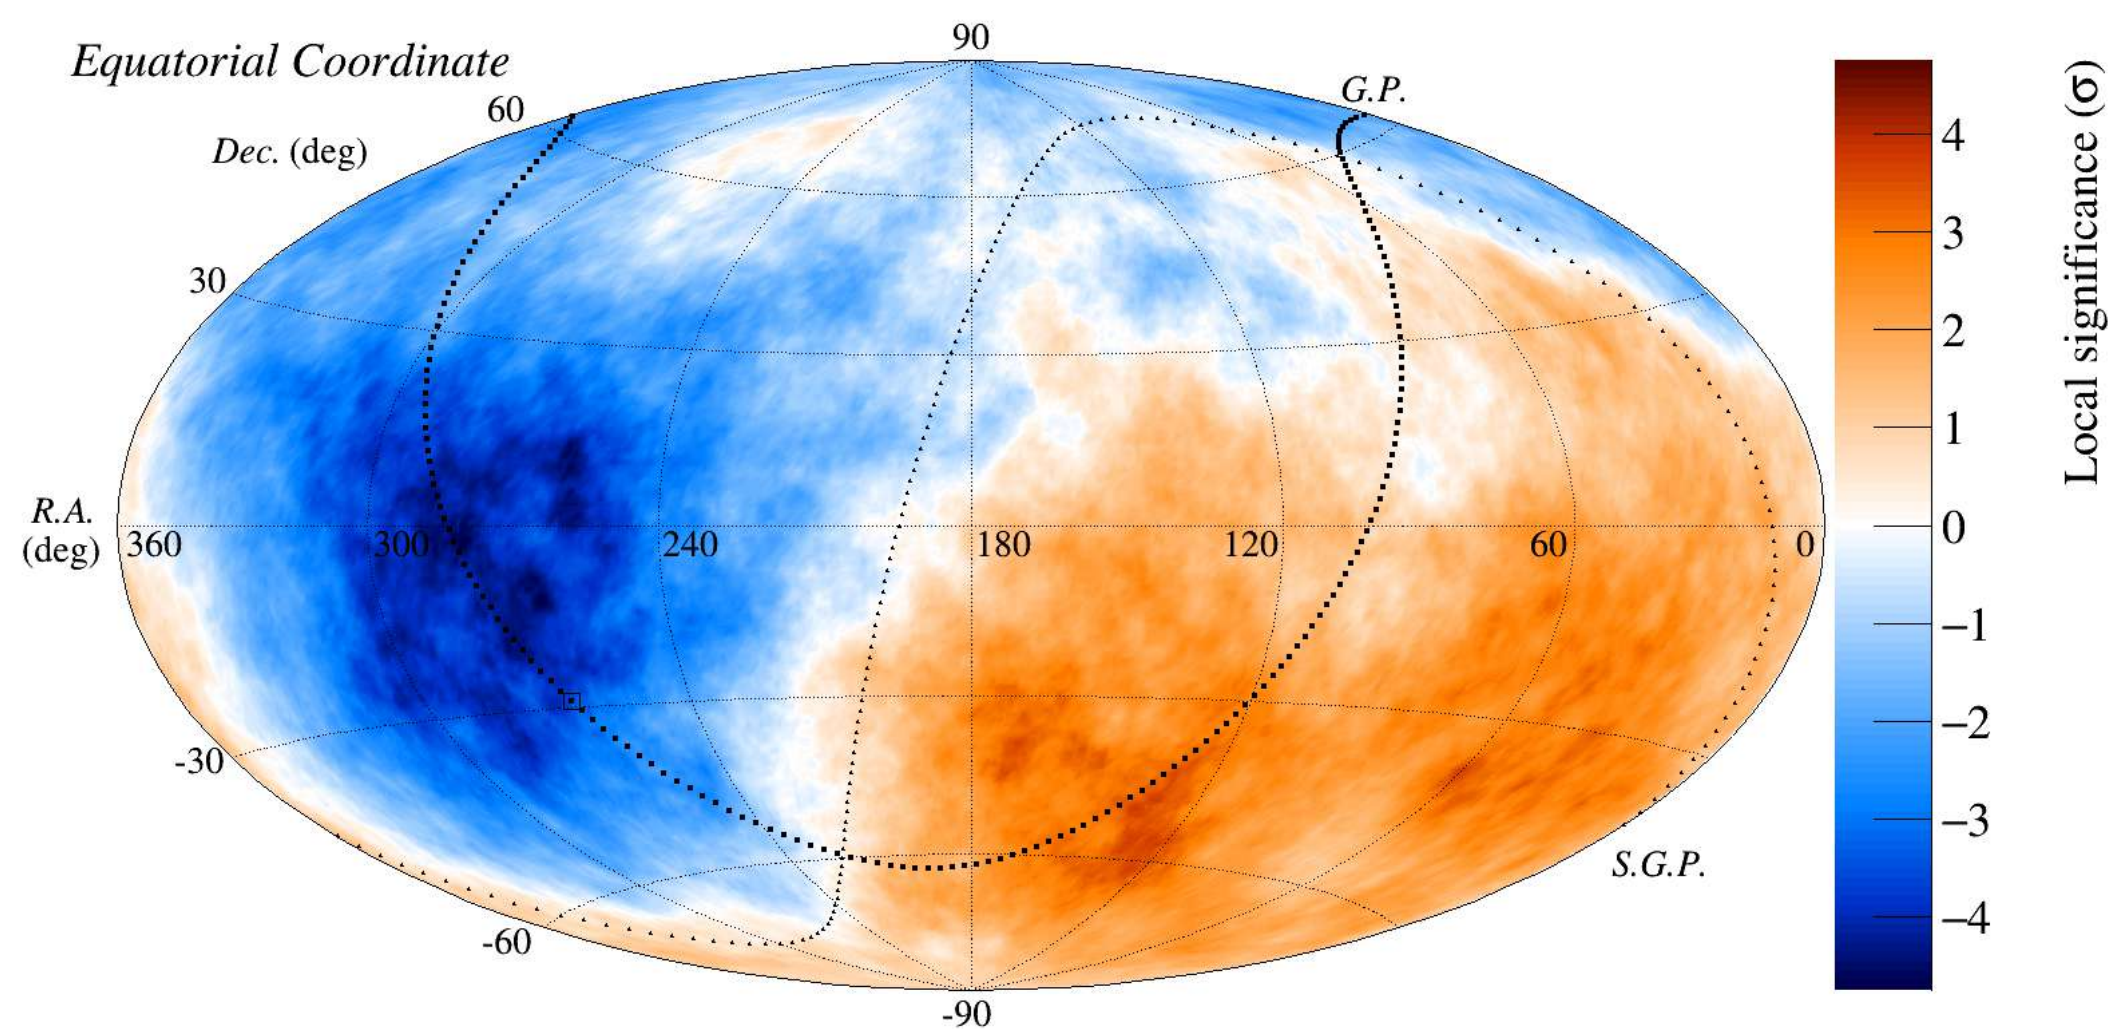 90
Equatorial Coordinate
G.P.
60
Dec. (deg)
30
R.A.
(deg)
360 300 240 180 120 60 0
-30
S.G.P.
-60
-90
4
3
2
1
0
−1
−2
−3
−4
Local significance (σ)